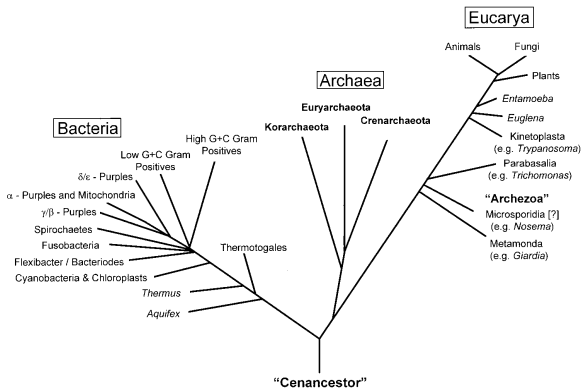 Eucarya
Animals
Fungi
Plants
Entamoeba
Euglena
Kinetoplasta
(e.g. Trypanosoma)
Parabasalia
(e.g. Trichomonas)
"Archezoa"
Microsporidia [?]
(e.g. Nosema)
Metamonda
(e.g. Giardia)
Archaea
Euryarchaeota
Korarchaeota
Crenarchaeota
Bacteria
High G+C Gram
Positives
Low G+C Gram
Positives
δ/ε - Purples
α - Purples and Mitochondria
γ/β - Purples
Spirochaetes
Fusobacteria
Flexibacter / Bacteriodes
Cyanobacteria & Chloroplasts
Thermotogales
Thermus
Aquifex
"Cenancestor"